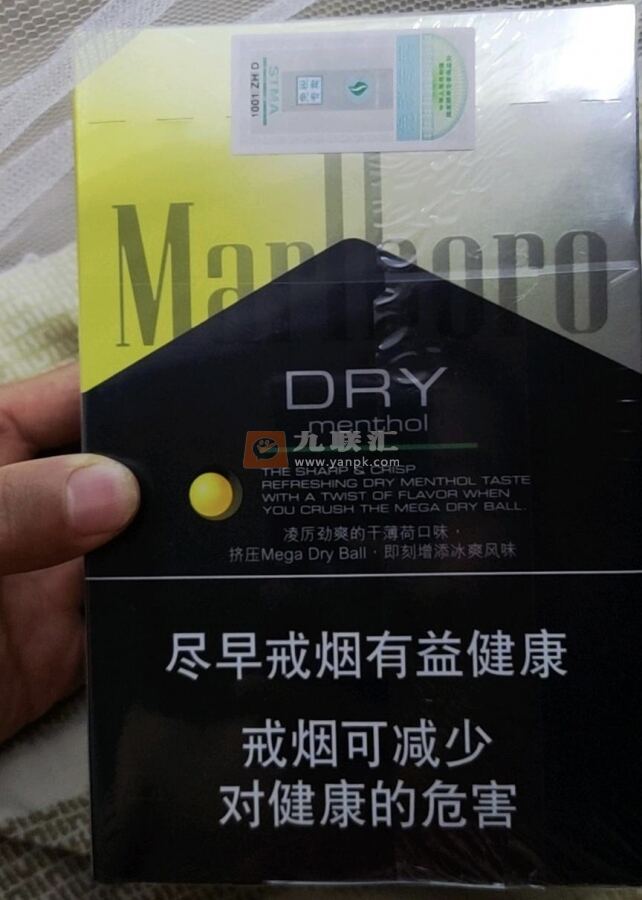 1001 ZH D
STMA
Marlboro
DRY
menthol
九联汇
www.yanpk.com
THE SHARP & CRISP
REFRESHING DRY MENTHOL TASTE
WITH A TWIST OF FLAVOR WHEN
YOU CRUSH THE MEGA DRY BALL.
凌厉劲爽的干薄荷口味，
挤压Mega Dry Ball，即刻增添冰爽风味
尽早戒烟有益健康
戒烟可减少
对健康的危害